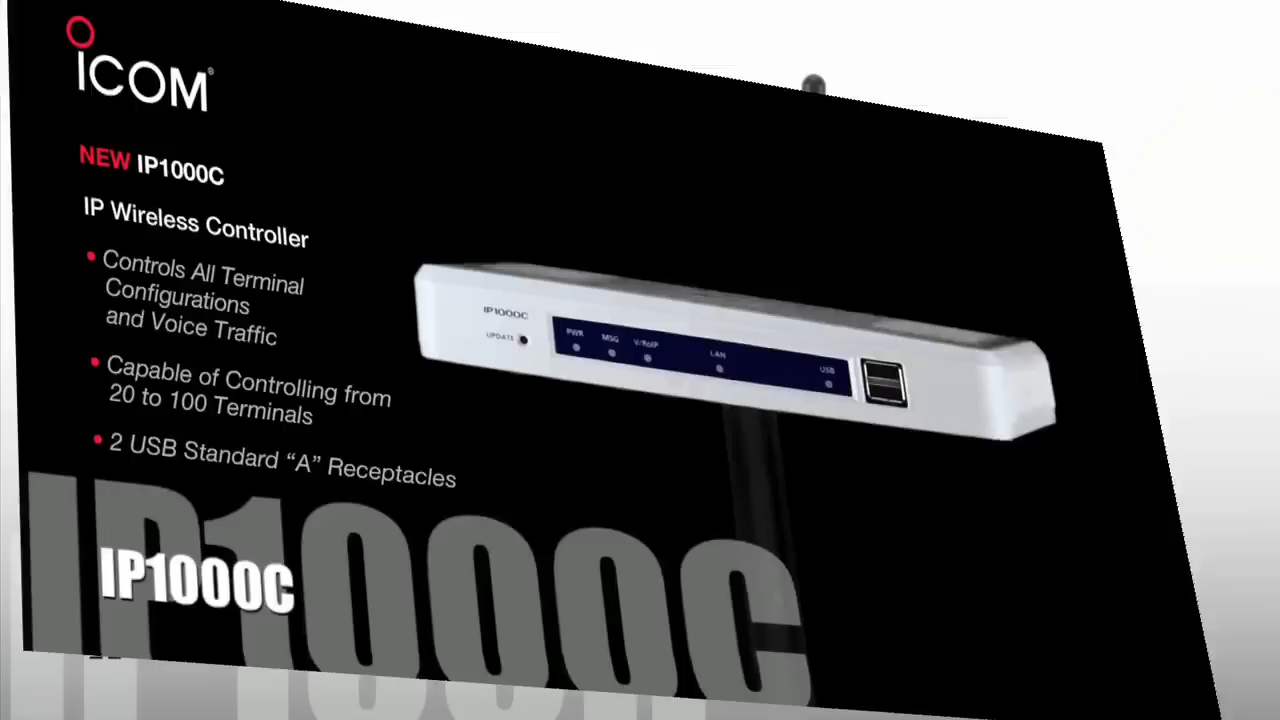 ICOM®
NEW IP1000C
IP Wireless Controller
• Controls All Terminal
Configurations
and Voice Traffic
• Capable of Controlling from
20 to 100 Terminals
• 2 USB Standard “A” Receptacles
IP1000C
UPDATE
PWR
MSG
V/RoIP
LAN
USB
IP1000C
IP1000C